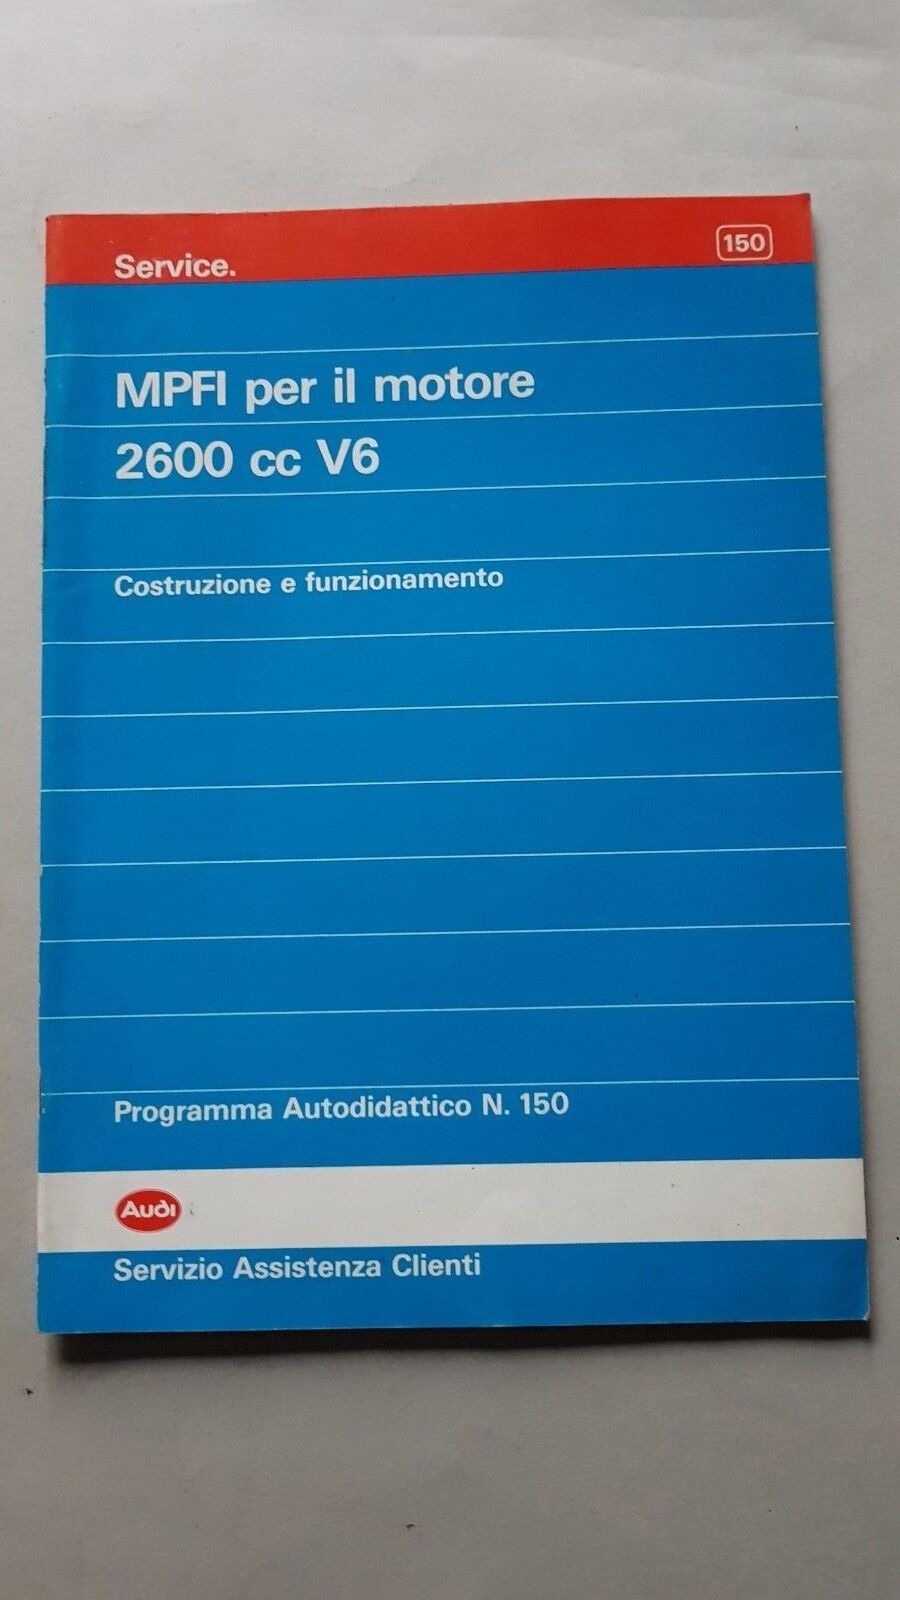 Service.
150
MPFI per il motore
2600 cc V6
Costruzione e funzionamento
Programma Autodidattico N. 150
Audi
Servizio Assistenza Clienti